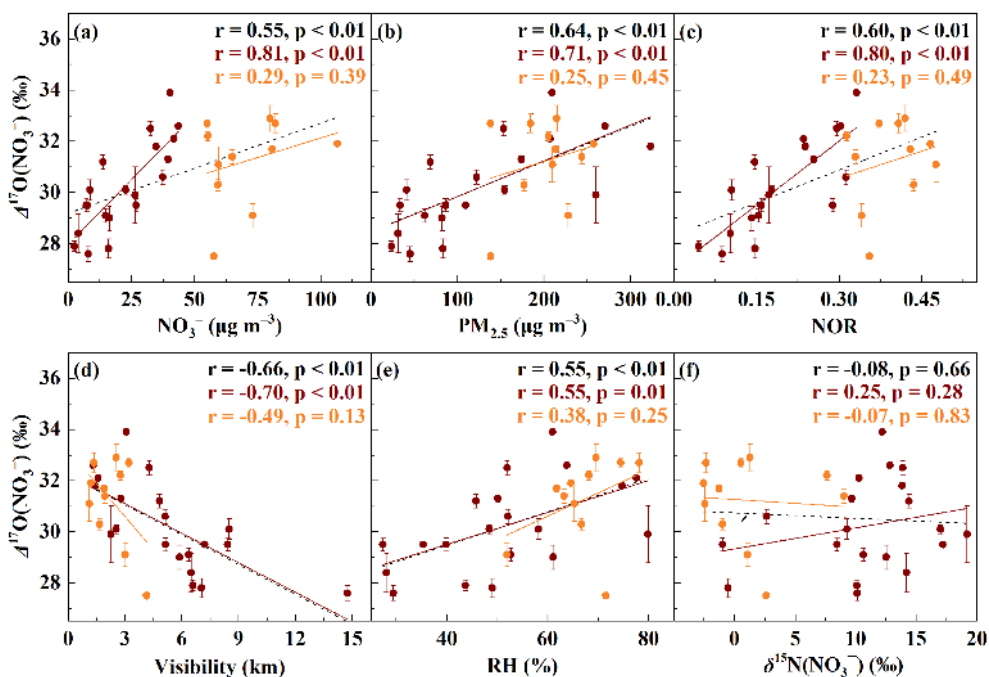 (a)
r = 0.55, p < 0.01
r = 0.81, p < 0.01
r = 0.29, p = 0.39
(b)
r = 0.64, p < 0.01
r = 0.71, p < 0.01
r = 0.25, p = 0.45
(c)
r = 0.60, p < 0.01
r = 0.80, p < 0.01
r = 0.23, p = 0.49
36
34
32
30
28
Δ¹⁷O(NO₃⁻) (‰)
0 25 50 75 100
NO₃⁻ (μg m⁻³)
0 100 200 300
PM₂.₅ (μg m⁻³)
0.00 0.15 0.30 0.45
NOR
(d)
r = -0.66, p < 0.01
r = -0.70, p < 0.01
r = -0.49, p = 0.13
(e)
r = 0.55, p < 0.01
r = 0.55, p = 0.01
r = 0.38, p = 0.25
(f)
r = -0.08, p = 0.66
r = 0.25, p = 0.28
r = -0.07, p = 0.83
36
34
32
30
28
Δ¹⁷O(NO₃⁻) (‰)
0 3 6 9 12 15
Visibility (km)
40 60 80
RH (%)
0 5 10 15 20
δ¹⁵N(NO₃⁻) (‰)